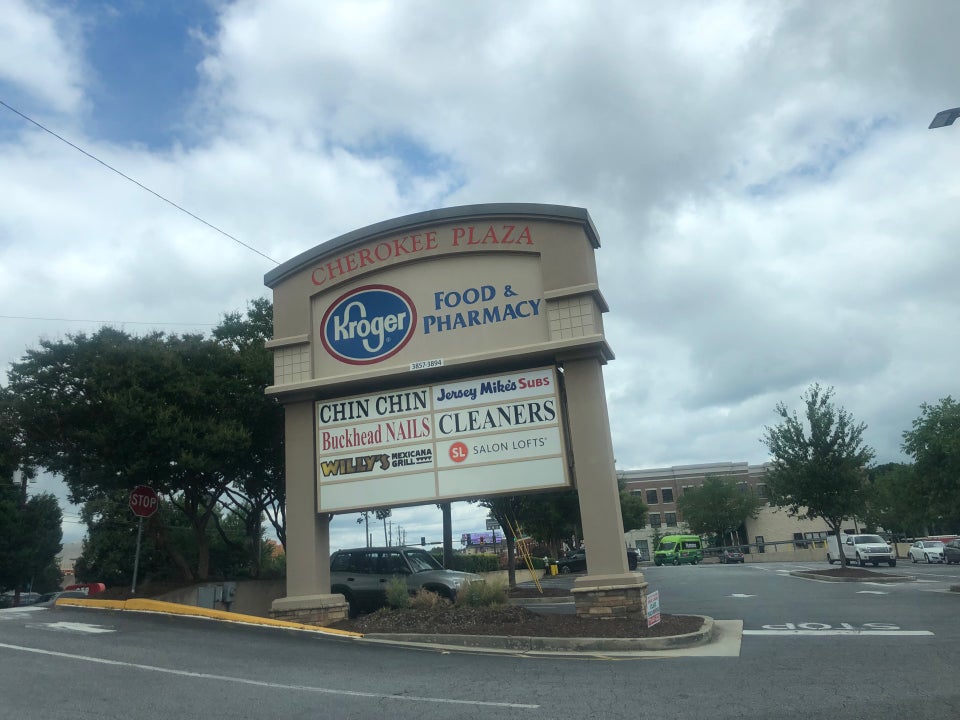 CHEROKEE PLAZA
Kroger
FOOD &
PHARMACY
3857-3894
CHIN CHIN
Jersey Mike's SUBS
Buckhead NAILS
CLEANERS
WILLY'S MEXICANA GRILL
SL SALON LOFTS
STOP
STOP